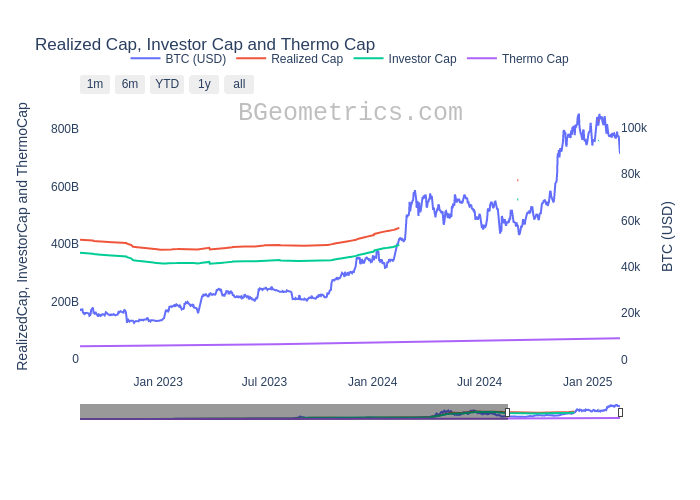 Realized Cap, Investor Cap and Thermo Cap
BTC (USD) Realized Cap Investor Cap Thermo Cap
1m 6m YTD 1y all
BGeometrics.com
RealizedCap, InvestorCap and ThermoCap
800B
600B
400B
200B
0
100k
80k
60k
40k
20k
0
BTC (USD)
Jan 2023 Jul 2023 Jan 2024 Jul 2024 Jan 2025